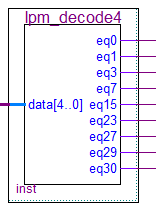 lpm_decode4
eq0
eq1
eq3
eq7
data[4..0] eq15
eq23
eq27
eq29
eq30
inst